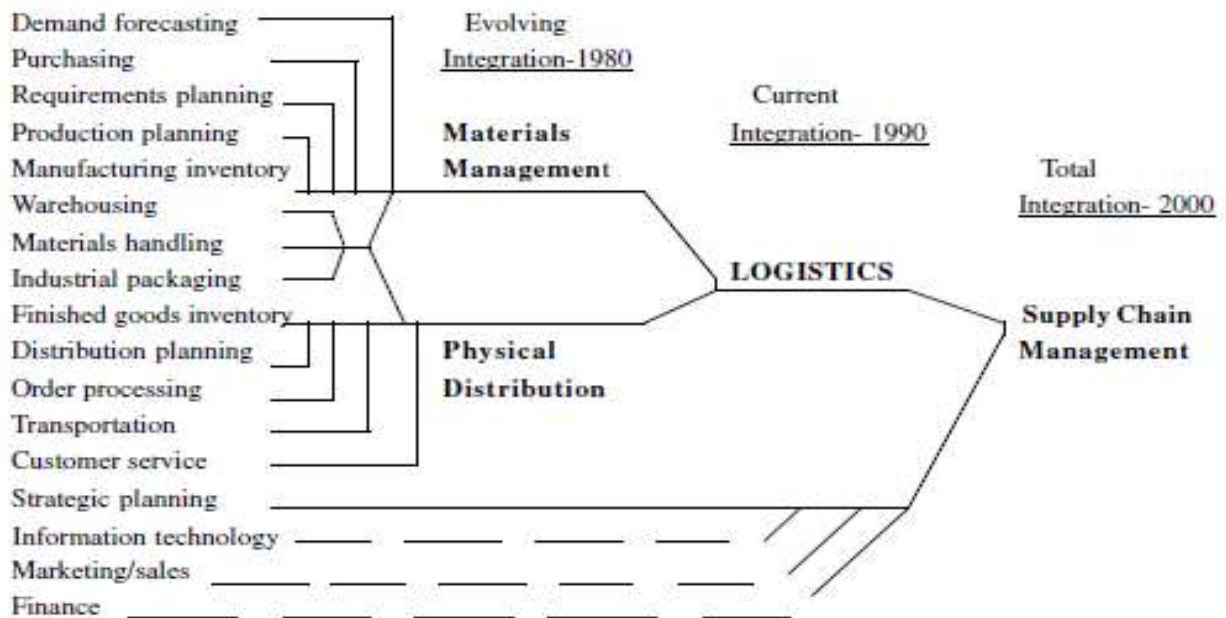 Demand forecasting
Purchasing
Requirements planning
Production planning
Manufacturing inventory
Warehousing
Materials handling
Industrial packaging
Finished goods inventory
Distribution planning
Order processing
Transportation
Customer service
Strategic planning
Information technology
Marketing/sales
Finance
Evolving
Integration-1980
Materials
Management
Physical
Distribution
Current
Integration- 1990
LOGISTICS
Total
Integration- 2000
Supply Chain
Management